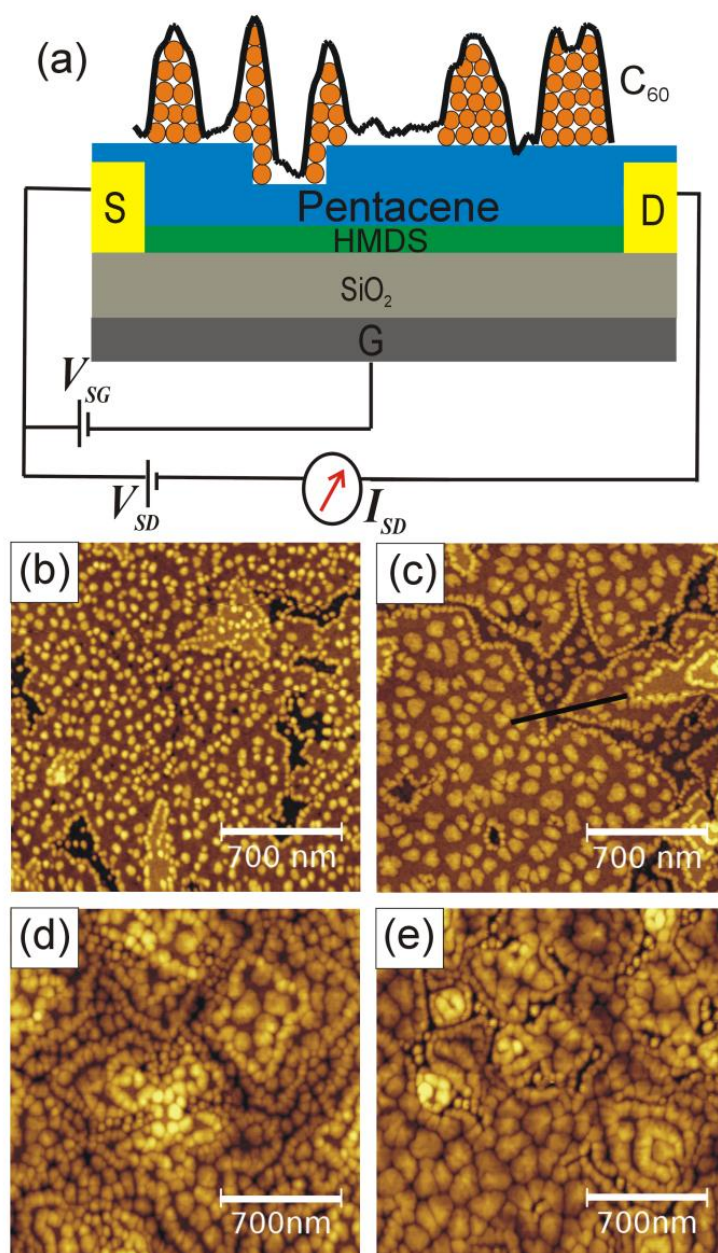 (a)
C60
S
Pentacene
D
HMDS
SiO2
G
VSG
VSD
ISD
(b)
700 nm
(c)
700 nm
(d)
700nm
(e)
700nm